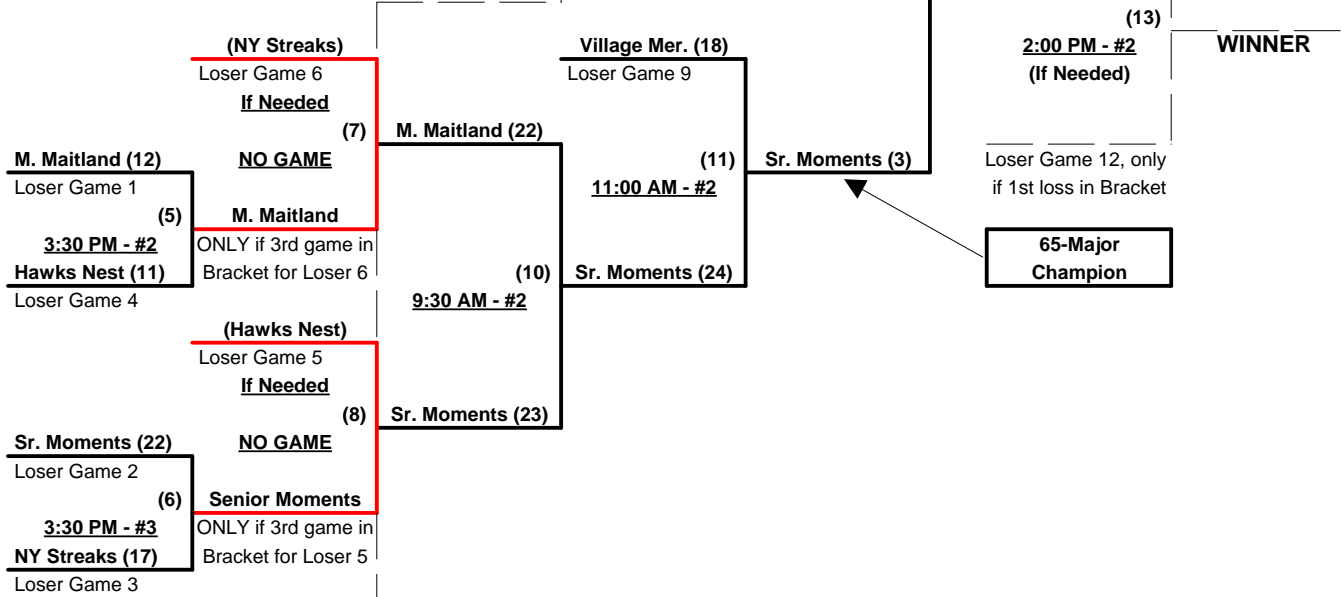 (13)
(NY Streaks)
Village Mer. (18)
2:00 PM - #2
WINNER
Loser Game 6
Loser Game 9
(If Needed)
If Needed
(7)
M. Maitland (22)
M. Maitland (12)
NO GAME
(11)
Sr. Moments (3)
Loser Game 12, only
Loser Game 1
11:00 AM - #2
if 1st loss in Bracket
(5)
M. Maitland
3:30 PM - #2
ONLY if 3rd game in
65-Major
Hawks Nest (11)
Bracket for Loser 6
(10)
Sr. Moments (24)
Champion
Loser Game 4
9:30 AM - #2
(Hawks Nest)
Loser Game 5
If Needed
(8)
Sr. Moments (23)
Sr. Moments (22)
NO GAME
Loser Game 2
(6)
Senior Moments
3:30 PM - #3
ONLY if 3rd game in
NY Streaks (17)
Bracket for Loser 5
Loser Game 3